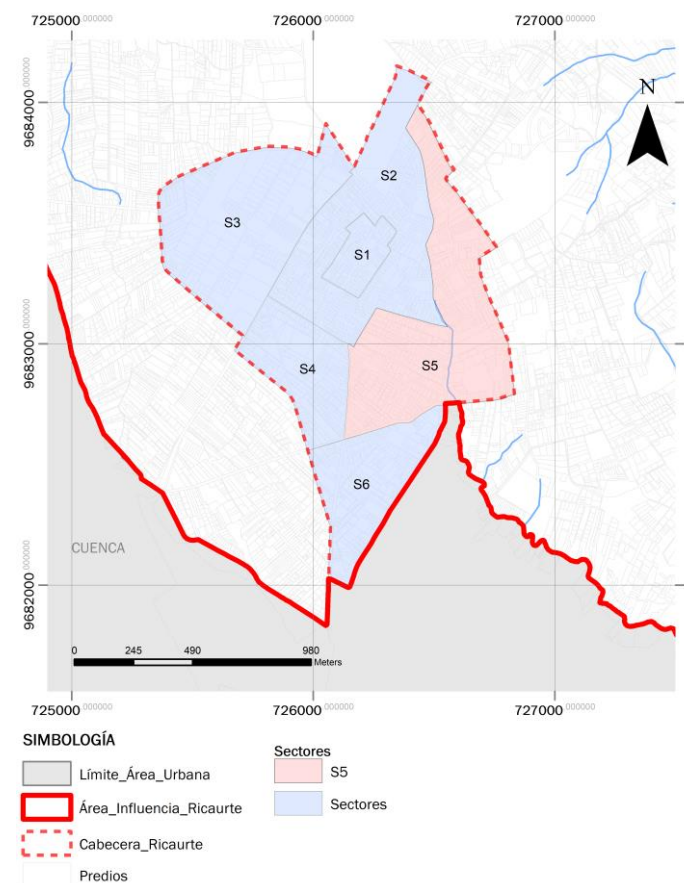 725000.000000 726000.000000 727000.000000
9684000.000000
N
S2
S3
S1
9683000.000000
S4
S5
S6
CUENCA
9682000.000000
0 245 490 980
Meters
725000.000000 726000.000000 727000.000000
SIMBOLOGÍA
Límite_Área_Urbana
Área_Influencia_Ricaurte
Cabecera_Ricaurte
Predios
Sectores
S5
Sectores